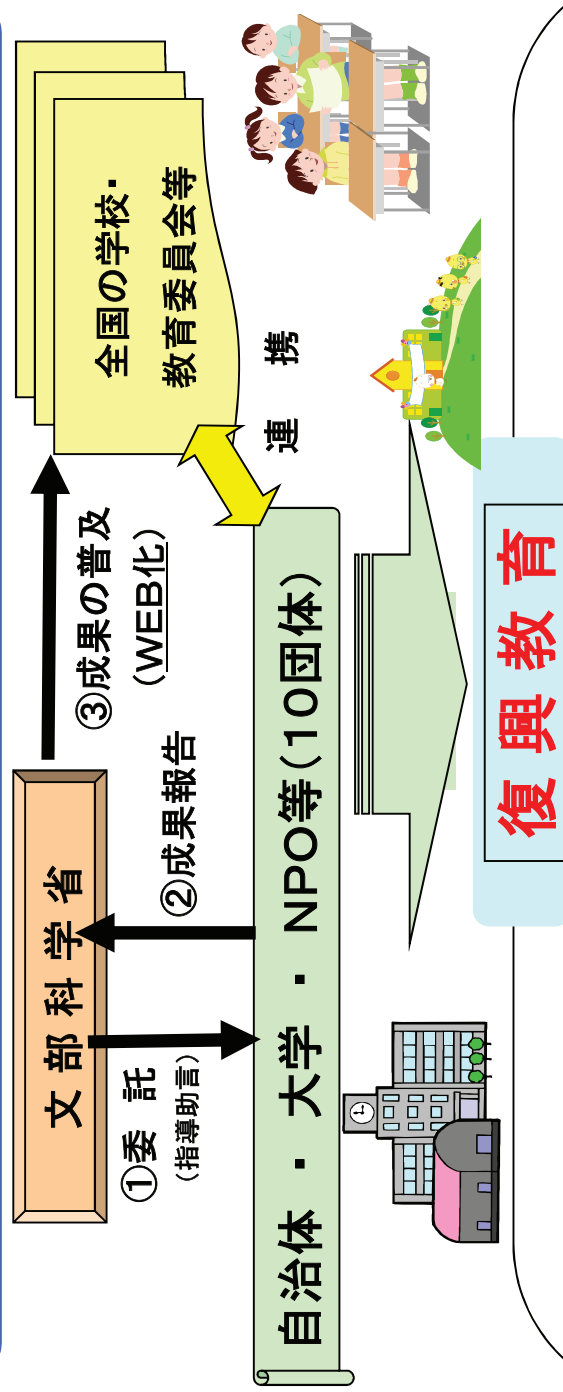 文部科学省
①委託
(指導助言)
②成果報告
③成果の普及
(WEB化)
全国の学校・
教育委員会等
連携
自治体・大学・NPO等(10団体)
復興教育